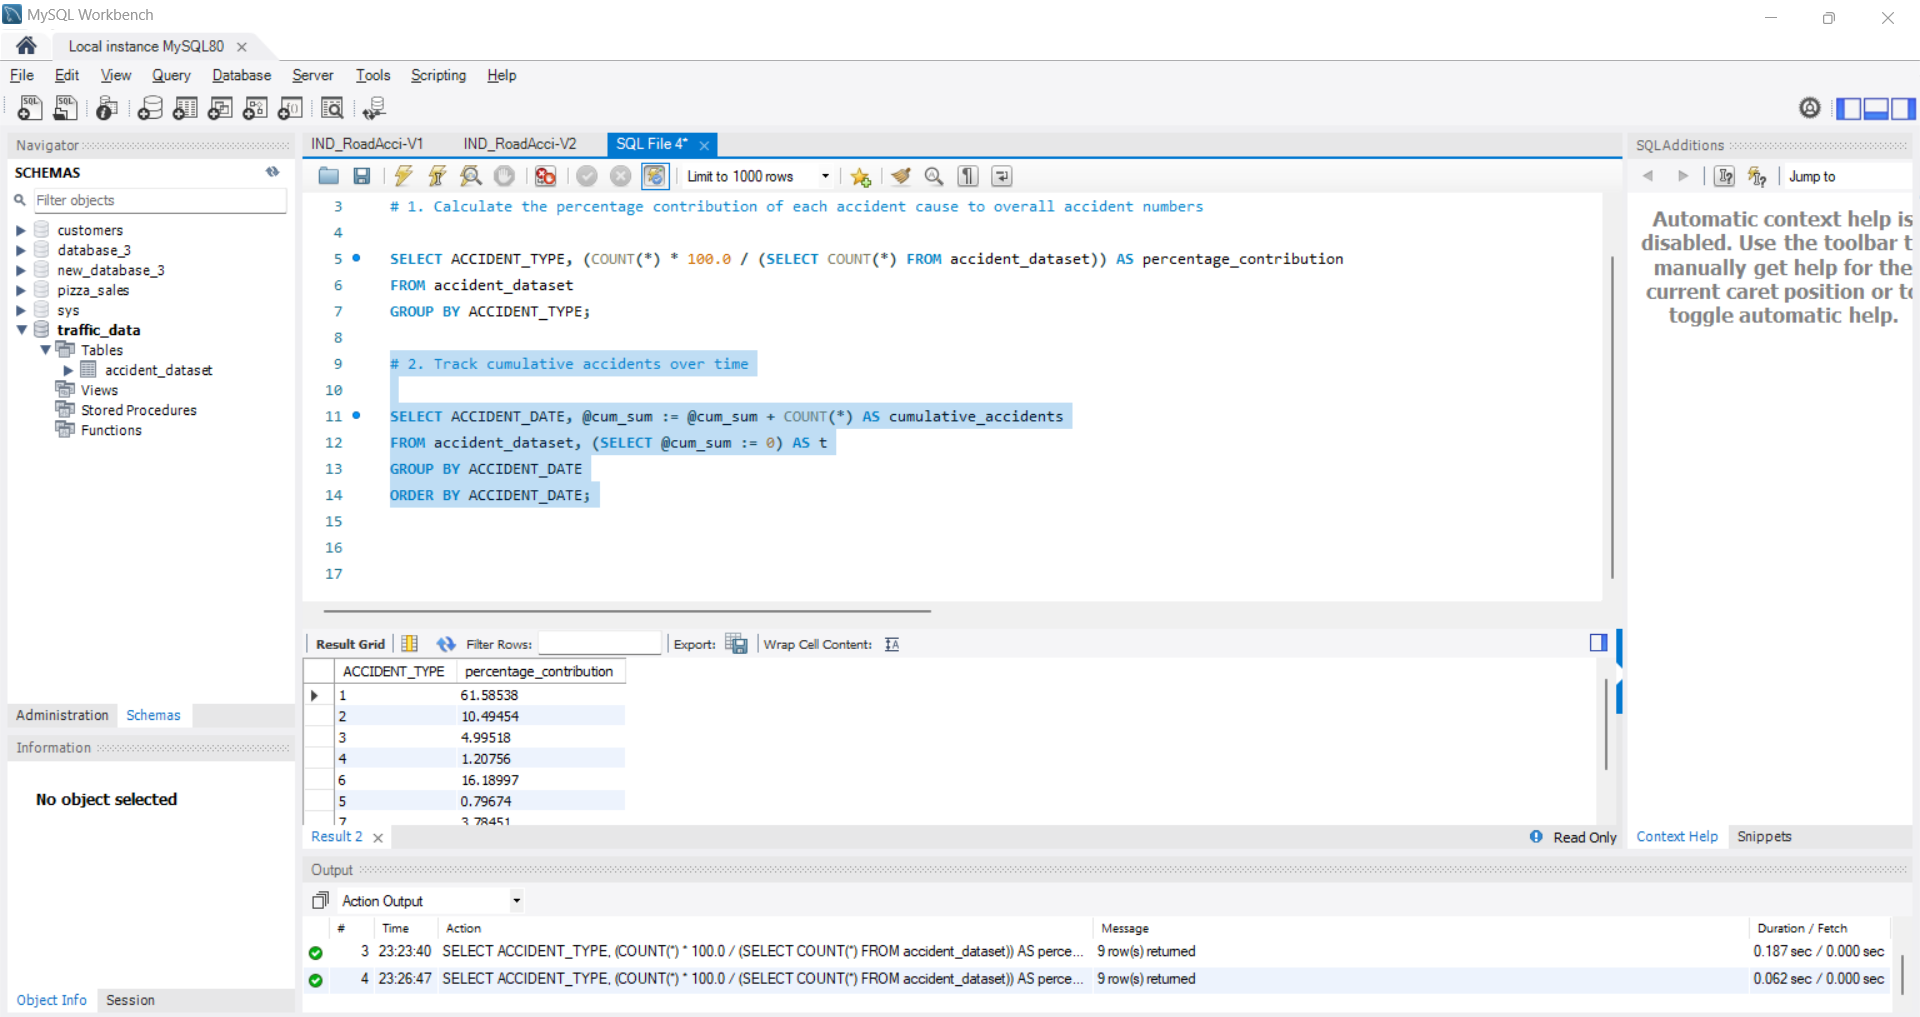 MySQL Workbench
Local instance MySQL80
File Edit View Query Database Server Tools Scripting Help
Navigator
SCHEMAS
Filter objects
customers
database_3
new_database_3
pizza_sales
sys
traffic_data
Tables
accident_dataset
Views
Stored Procedures
Functions
Administration Schemas
Information
No object selected
Object Info Session
IND_RoadAcci-V1 IND_RoadAcci-V2 SQL File 4*
Limit to 1000 rows
3 # 1. Calculate the percentage contribution of each accident cause to overall accident numbers
4
5 SELECT ACCIDENT_TYPE, (COUNT(*) * 100.0 / (SELECT COUNT(*) FROM accident_dataset)) AS percentage_contribution
6 FROM accident_dataset
7 GROUP BY ACCIDENT_TYPE;
8
9 # 2. Track cumulative accidents over time
10
11 SELECT ACCIDENT_DATE, @cum_sum := @cum_sum + COUNT(*) AS cumulative_accidents
12 FROM accident_dataset, (SELECT @cum_sum := 0) AS t
13 GROUP BY ACCIDENT_DATE
14 ORDER BY ACCIDENT_DATE;
15
16
17
Result Grid Filter Rows: Export: Wrap Cell Content:
ACCIDENT_TYPE percentage_contribution
1 61.58538
2 10.49454
3 4.99518
4 1.20756
6 16.18997
5 0.79674
7 3.78451
Result 2 Read Only
SQLAdditions
Jump to
Automatic context help is
disabled. Use the toolbar t
manually get help for the
current caret position or to
toggle automatic help.
Context Help Snippets
Output
Action Output
# Time Action Message Duration / Fetch
3 23:23:40 SELECT ACCIDENT_TYPE, (COUNT(*) * 100.0 / (SELECT COUNT(*) FROM accident_dataset)) AS perce... 9 row(s) returned 0.187 sec / 0.000 sec
4 23:26:47 SELECT ACCIDENT_TYPE, (COUNT(*) * 100.0 / (SELECT COUNT(*) FROM accident_dataset)) AS perce... 9 row(s) returned 0.062 sec / 0.000 sec